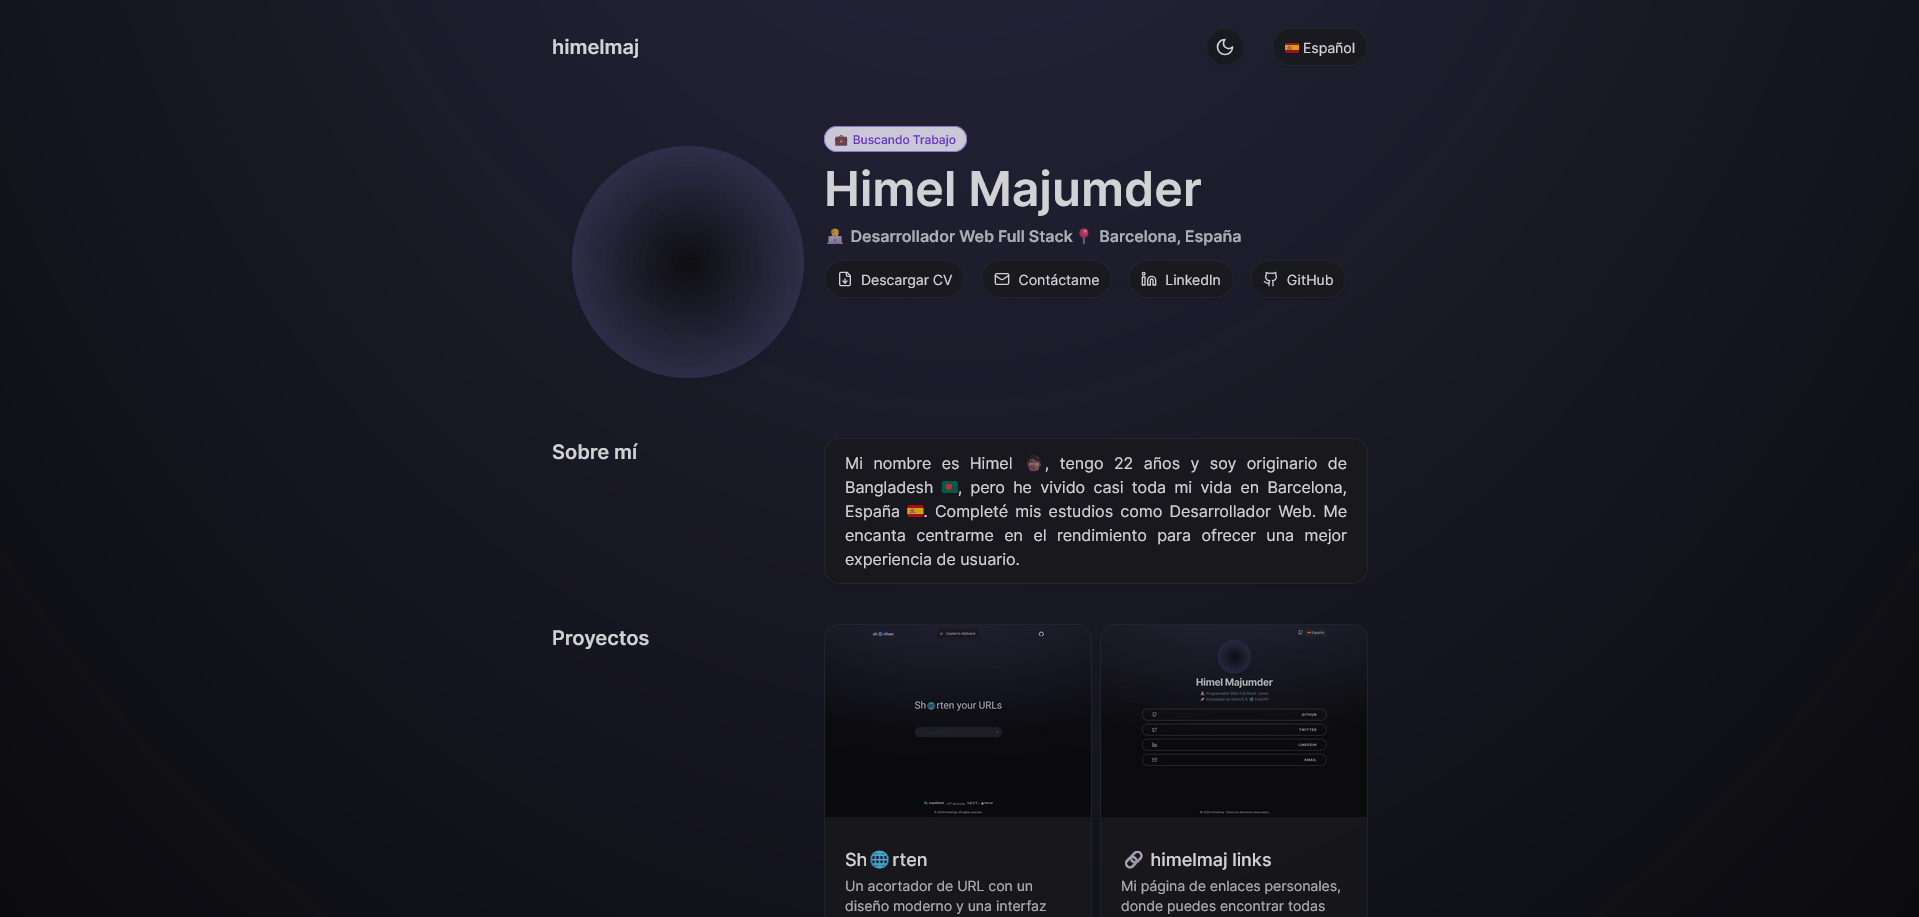 himelmaj
Español
Buscando Trabajo
Himel Majumder
Desarrollador Web Full Stack Barcelona, España
Descargar CV
Contáctame
LinkedIn
GitHub
Sobre mí
Mi nombre es Himel , tengo 22 años y soy originario de
Bangladesh , pero he vivido casi toda mi vida en Barcelona,
España . Completé mis estudios como Desarrollador Web. Me
encanta centrarme en el rendimiento para ofrecer una mejor
experiencia de usuario.
Proyectos
Sh rten your URLs
Español
Himel Majumder
GITHUB
TWITTER
LINKEDIN
EMAIL
Sh🌐rten
Un acortador de URL con un
diseño moderno y una interfaz
himelmaj links
Mi página de enlaces personales,
donde puedes encontrar todas